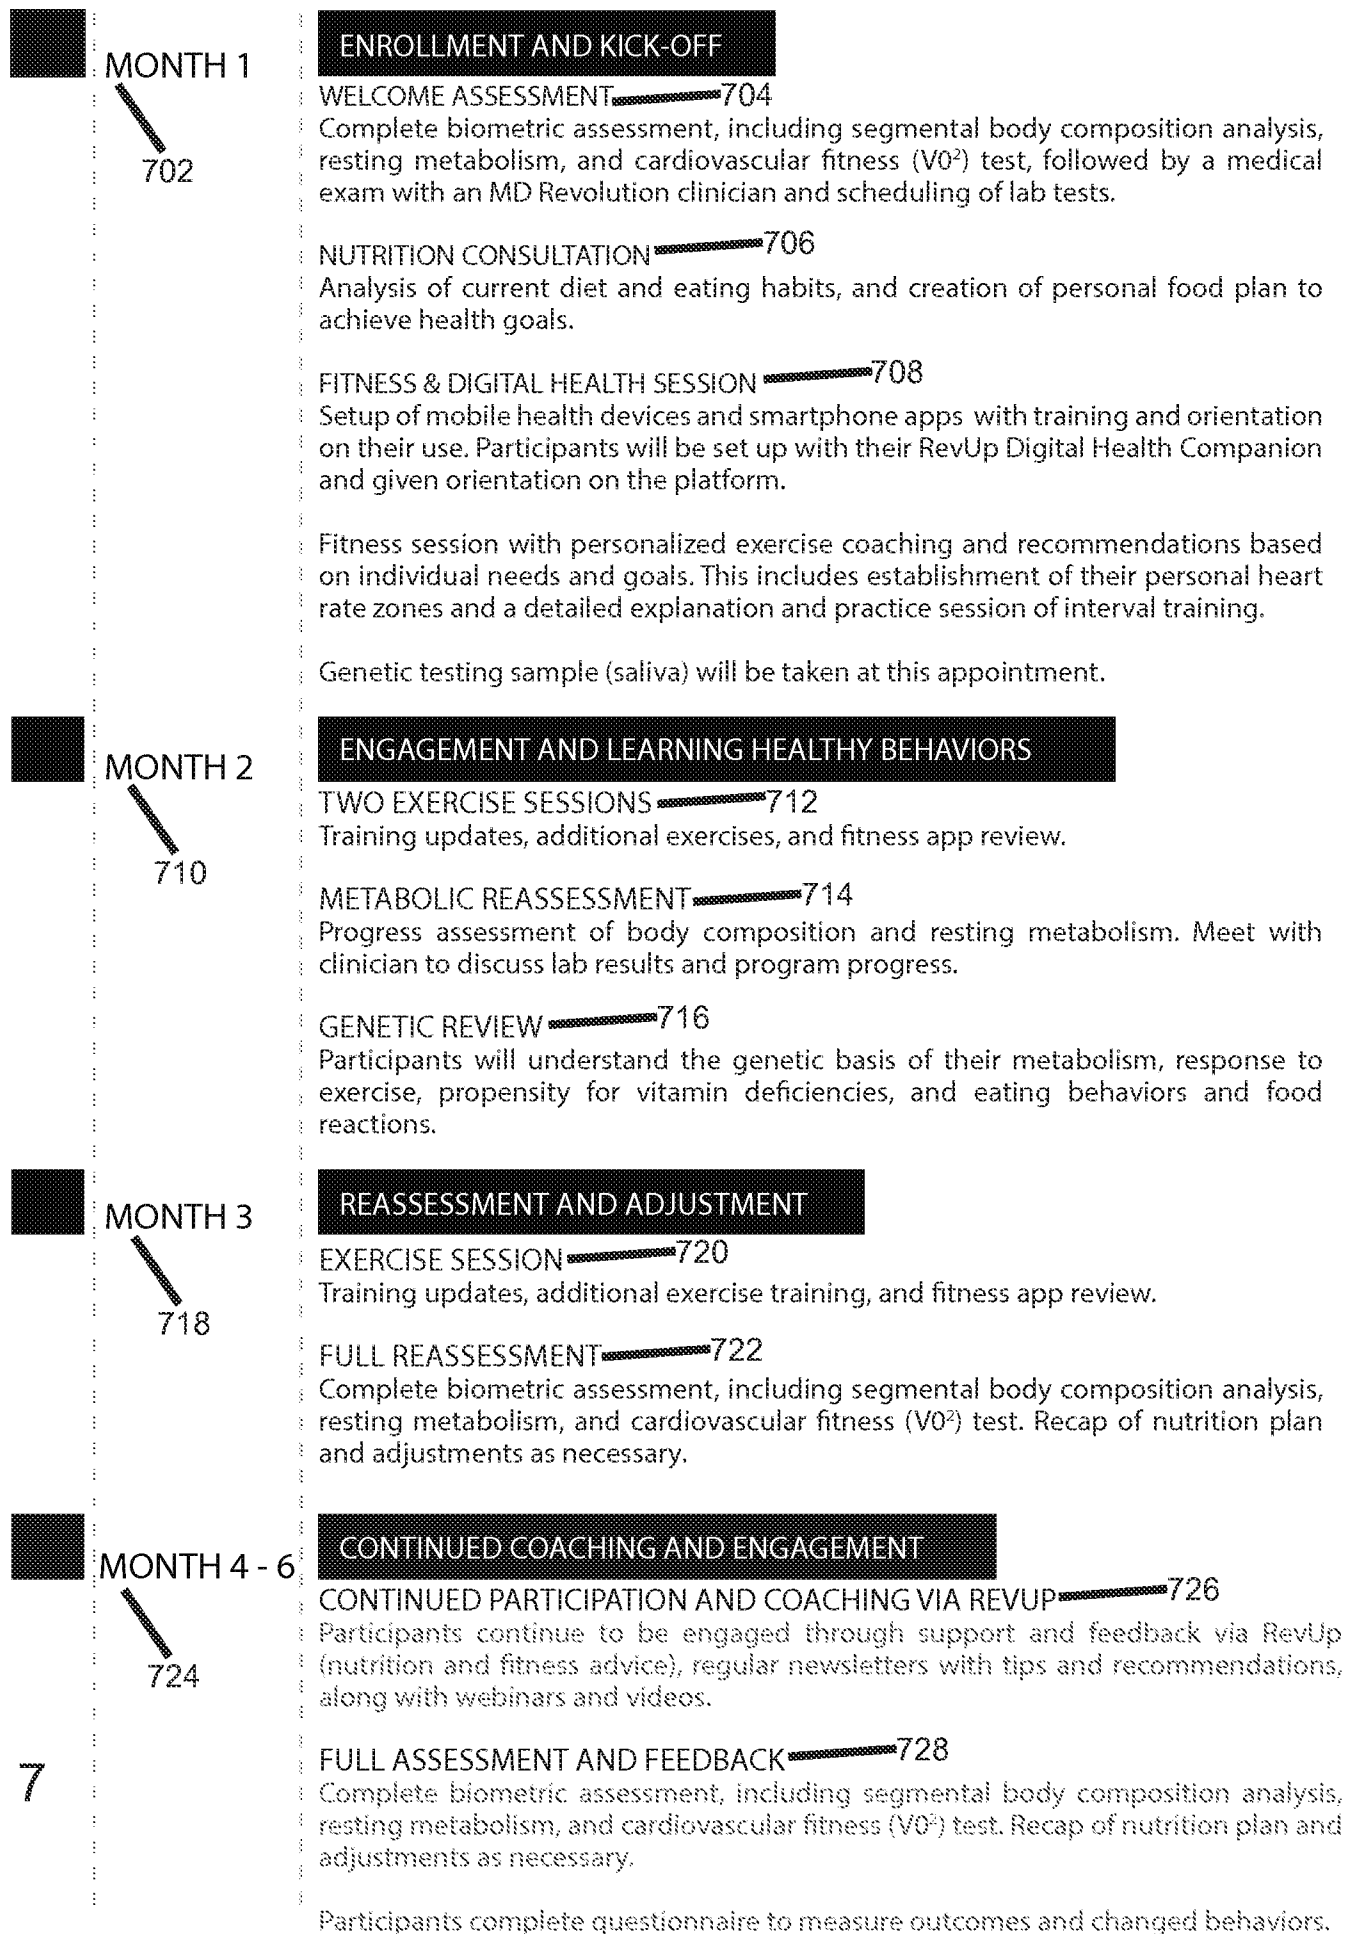 ENROLLMENT AND KICK-OFF
MONTH 1
702
WELCOME ASSESSMENT 704
Complete biometric assessment, including segmental body composition analysis,
resting metabolism, and cardiovascular fitness (V0²) test, followed by a medical
exam with an MD Revolution clinician and scheduling of lab tests.
NUTRITION CONSULTATION 706
Analysis of current diet and eating habits, and creation of personal food plan to
achieve health goals.
FITNESS & DIGITAL HEALTH SESSION 708
Setup of mobile health devices and smartphone apps with training and orientation
on their use. Participants will be set up with their RevUp Digital Health Companion
and given orientation on the platform.
Fitness session with personalized exercise coaching and recommendations based
on individual needs and goals. This includes establishment of their personal heart
rate zones and a detailed explanation and practice session of interval training.
Genetic testing sample (saliva) will be taken at this appointment.
ENGAGEMENT AND LEARNING HEALTHY BEHAVIORS
MONTH 2
710
TWO EXERCISE SESSIONS 712
Training updates, additional exercises, and fitness app review.
METABOLIC REASSESSMENT 714
Progress assessment of body composition and resting metabolism. Meet with
clinician to discuss lab results and program progress.
GENETIC REVIEW 716
Participants will understand the genetic basis of their metabolism, response to
exercise, propensity for vitamin deficiencies, and eating behaviors and food
reactions.
REASSESSMENT AND ADJUSTMENT
MONTH 3
718
EXERCISE SESSION 720
Training updates, additional exercise training, and fitness app review.
FULL REASSESSMENT 722
Complete biometric assessment, including segmental body composition analysis,
resting metabolism, and cardiovascular fitness (V0²) test. Recap of nutrition plan
and adjustments as necessary.
CONTINUED COACHING AND ENGAGEMENT
MONTH 4 - 6
724
CONTINUED PARTICIPATION AND COACHING VIA REVUP 726
Participants continue to be engaged through support and feedback via RevUp
(nutrition and fitness advice), regular newsletters with tips and recommendations,
along with webinars and videos.
7
FULL ASSESSMENT AND FEEDBACK 728
Complete biometric assessment, including segmental body composition analysis,
resting metabolism, and cardiovascular fitness (V0²) test. Recap of nutrition plan and
adjustments as necessary.
Participants complete questionnaire to measure outcomes and changed behaviors.